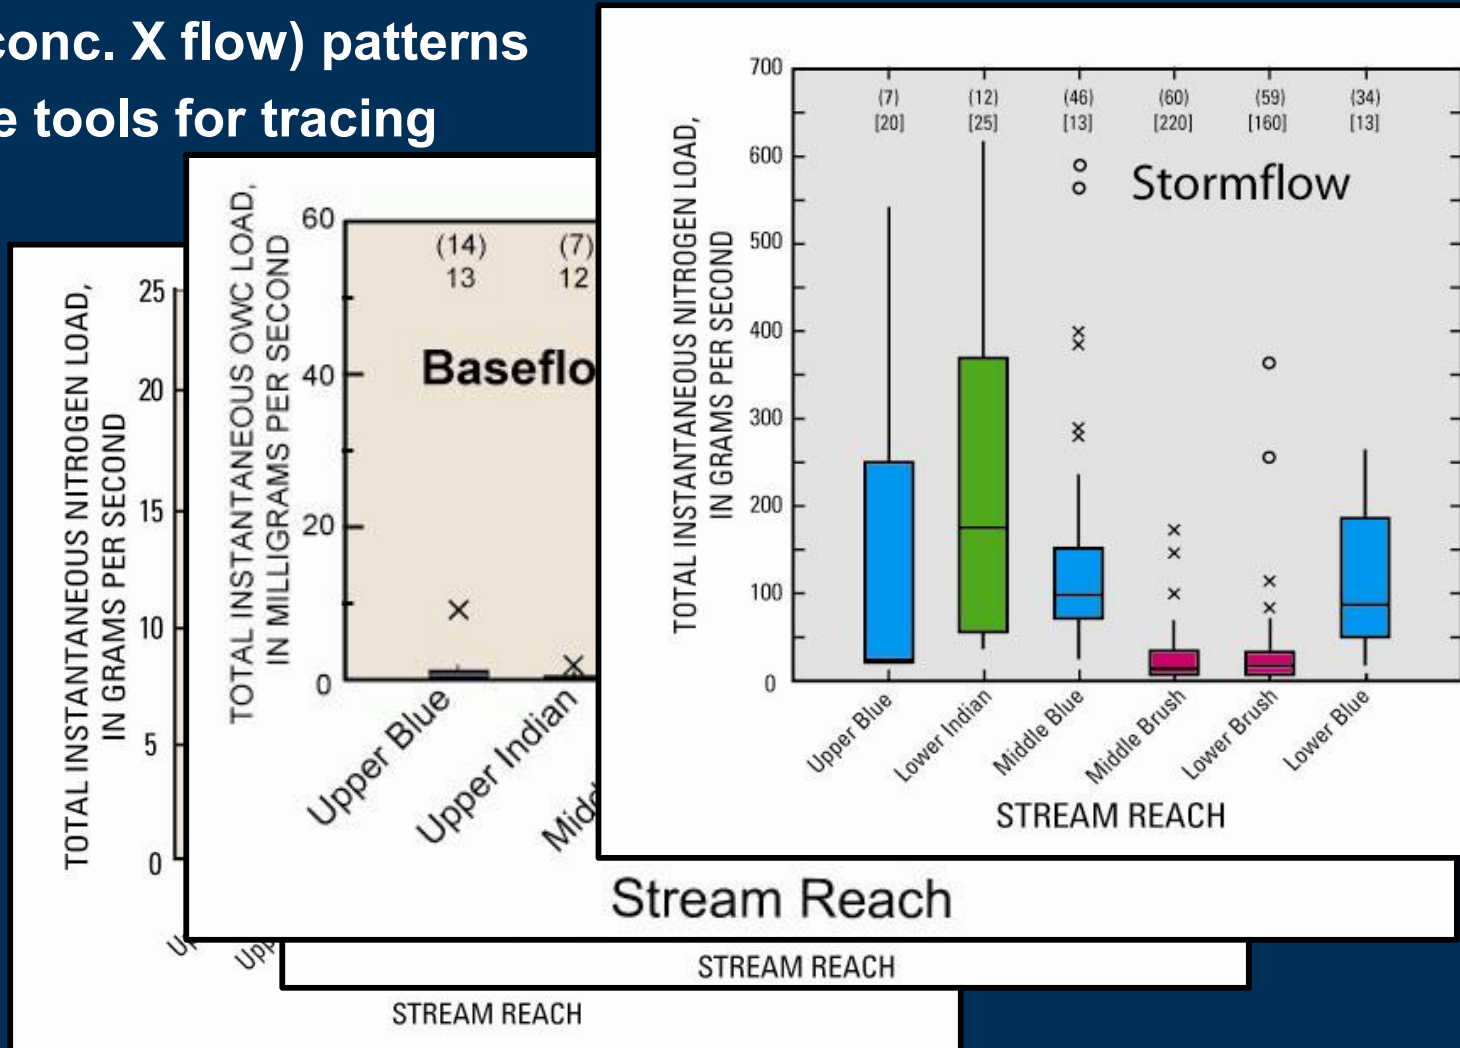 conc. X flow) patterns
e tools for tracing
TOTAL INSTANTANEOUS NITROGEN LOAD,
IN GRAMS PER SECOND
25
20
15
10
5
0
STREAM REACH
STREAM REACH
TOTAL INSTANTANEOUS OWC LOAD,
IN MILLIGRAMS PER SECOND
60
40
20
0
(14) (7)
13 12
Baseflo
Upper Blue
Upper Indian
Stream Reach
TOTAL INSTANTANEOUS NITROGEN LOAD,
IN GRAMS PER SECOND
700
600
500
400
300
200
100
0
(7) (12) (46) (60) (59) (34)
[20] [25] [13] [220] [160] [13]
Stormflow
Upper Blue
Lower Indian
Middle Blue
Middle Brush
Lower Brush
Lower Blue
STREAM REACH